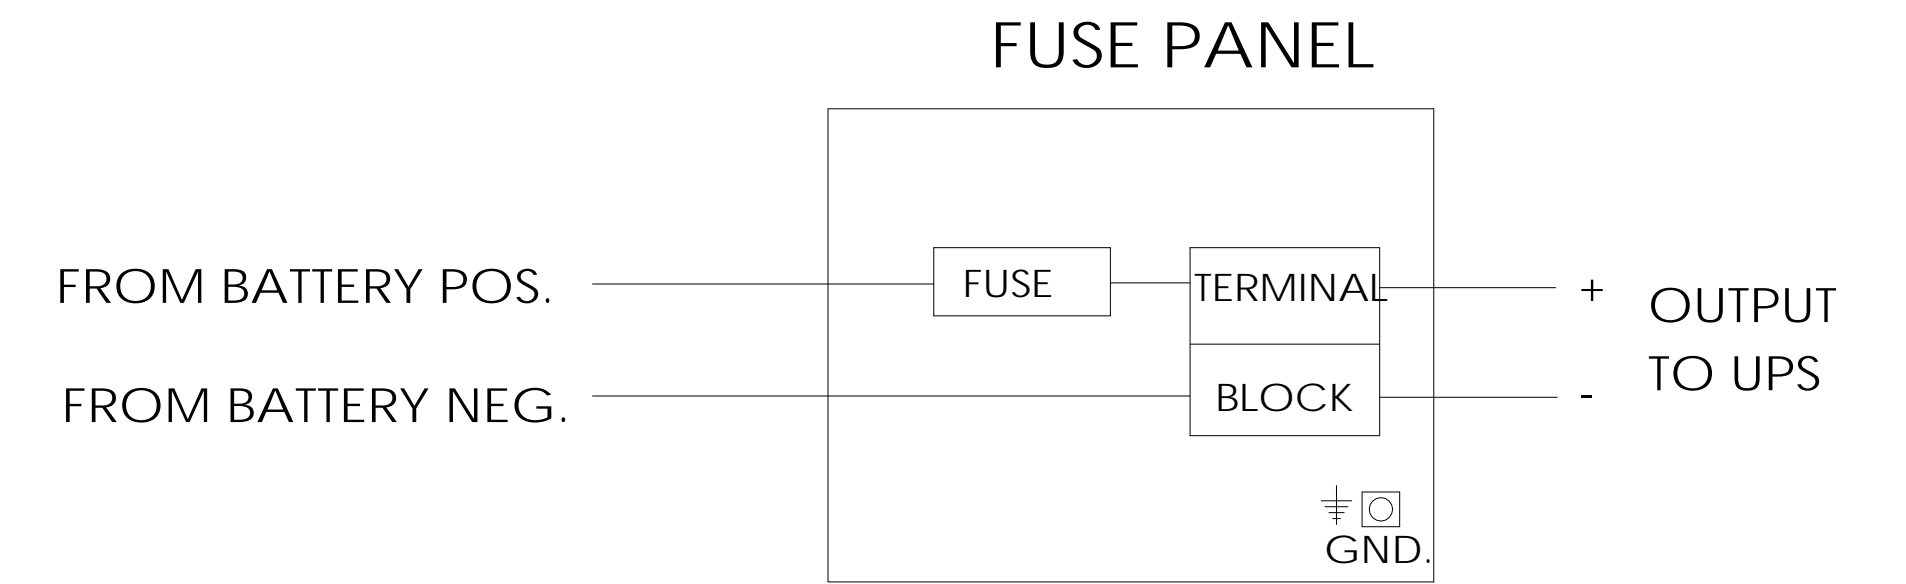 FUSE PANEL
FROM BATTERY POS.
FUSE
TERMINAL
+
OUTPUT
TO UPS
FROM BATTERY NEG.
BLOCK
-
GND.